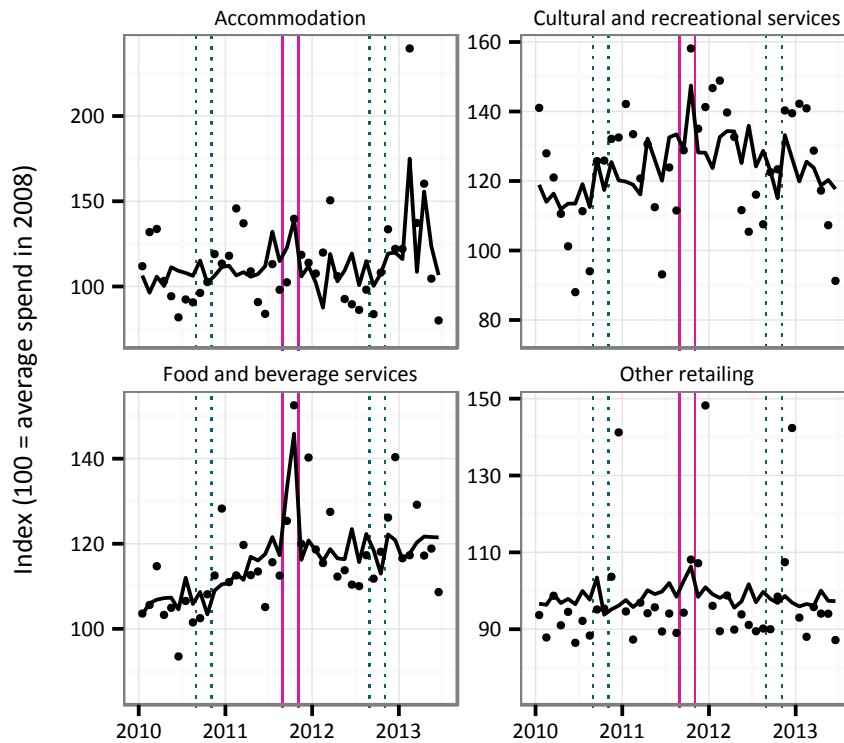 Accommodation
Cultural and recreational services
200
150
100
160
140
120
100
80
Food and beverage services
Other retailing
140
120
100
150
130
110
90
2010 2011 2012 2013
2010 2011 2012 2013
Index (100 = average spend in 2008)